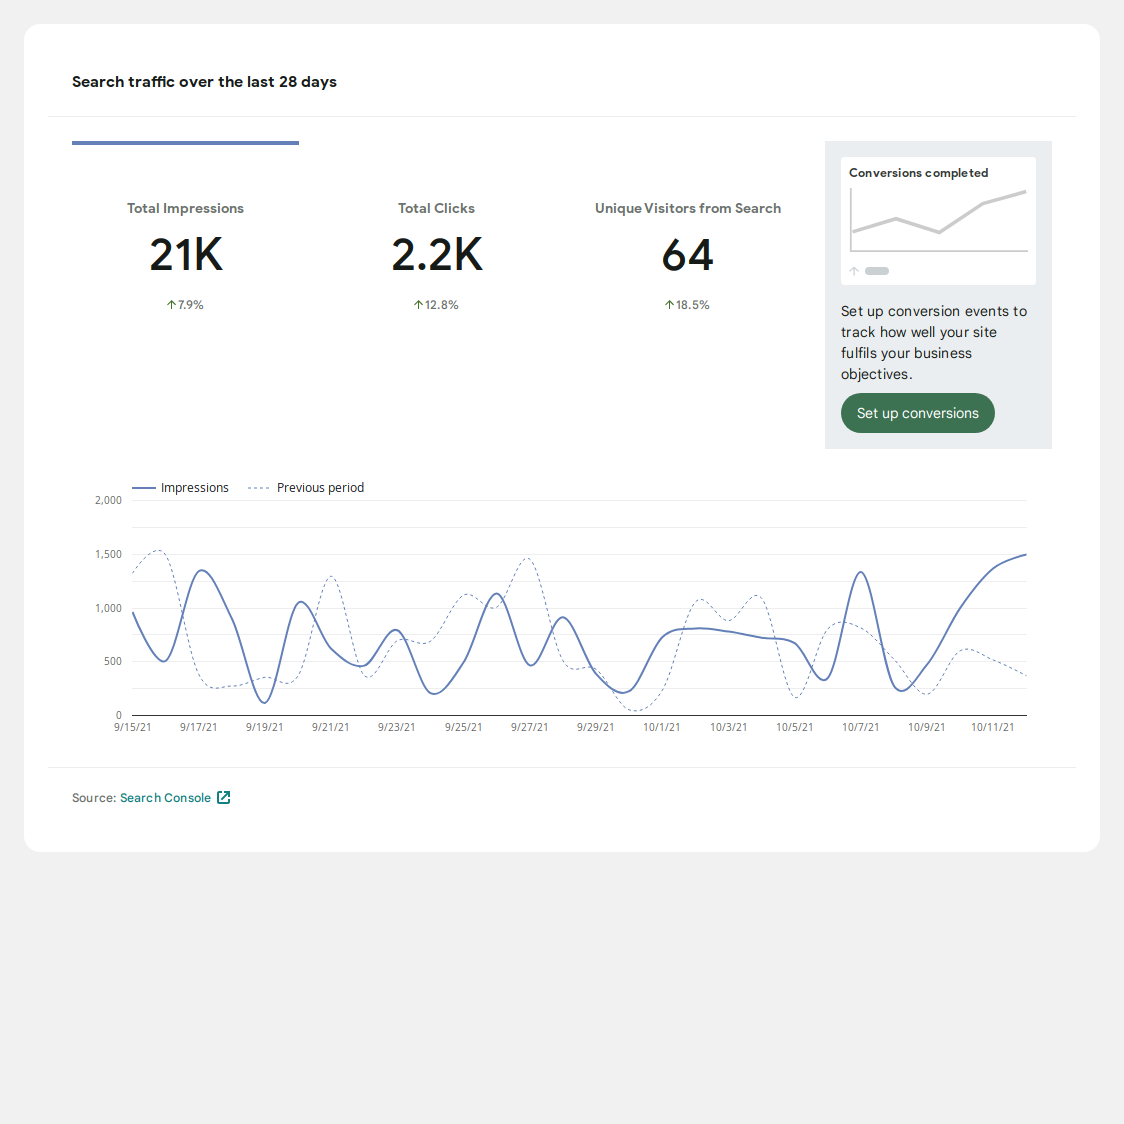 Search traffic over the last 28 days
Total Impressions
21K
7.9%
Total Clicks
2.2K
12.8%
Unique Visitors from Search
64
18.5%
Conversions completed
Set up conversion events to
track how well your site
fulfils your business
objectives.
Set up conversions
Impressions
Previous period
2,000
1,500
1,000
500
0
9/15/21 9/17/21 9/19/21 9/21/21 9/23/21 9/25/21 9/27/21 9/29/21 10/1/21 10/3/21 10/5/21 10/7/21 10/9/21 10/11/21
Source: Search Console